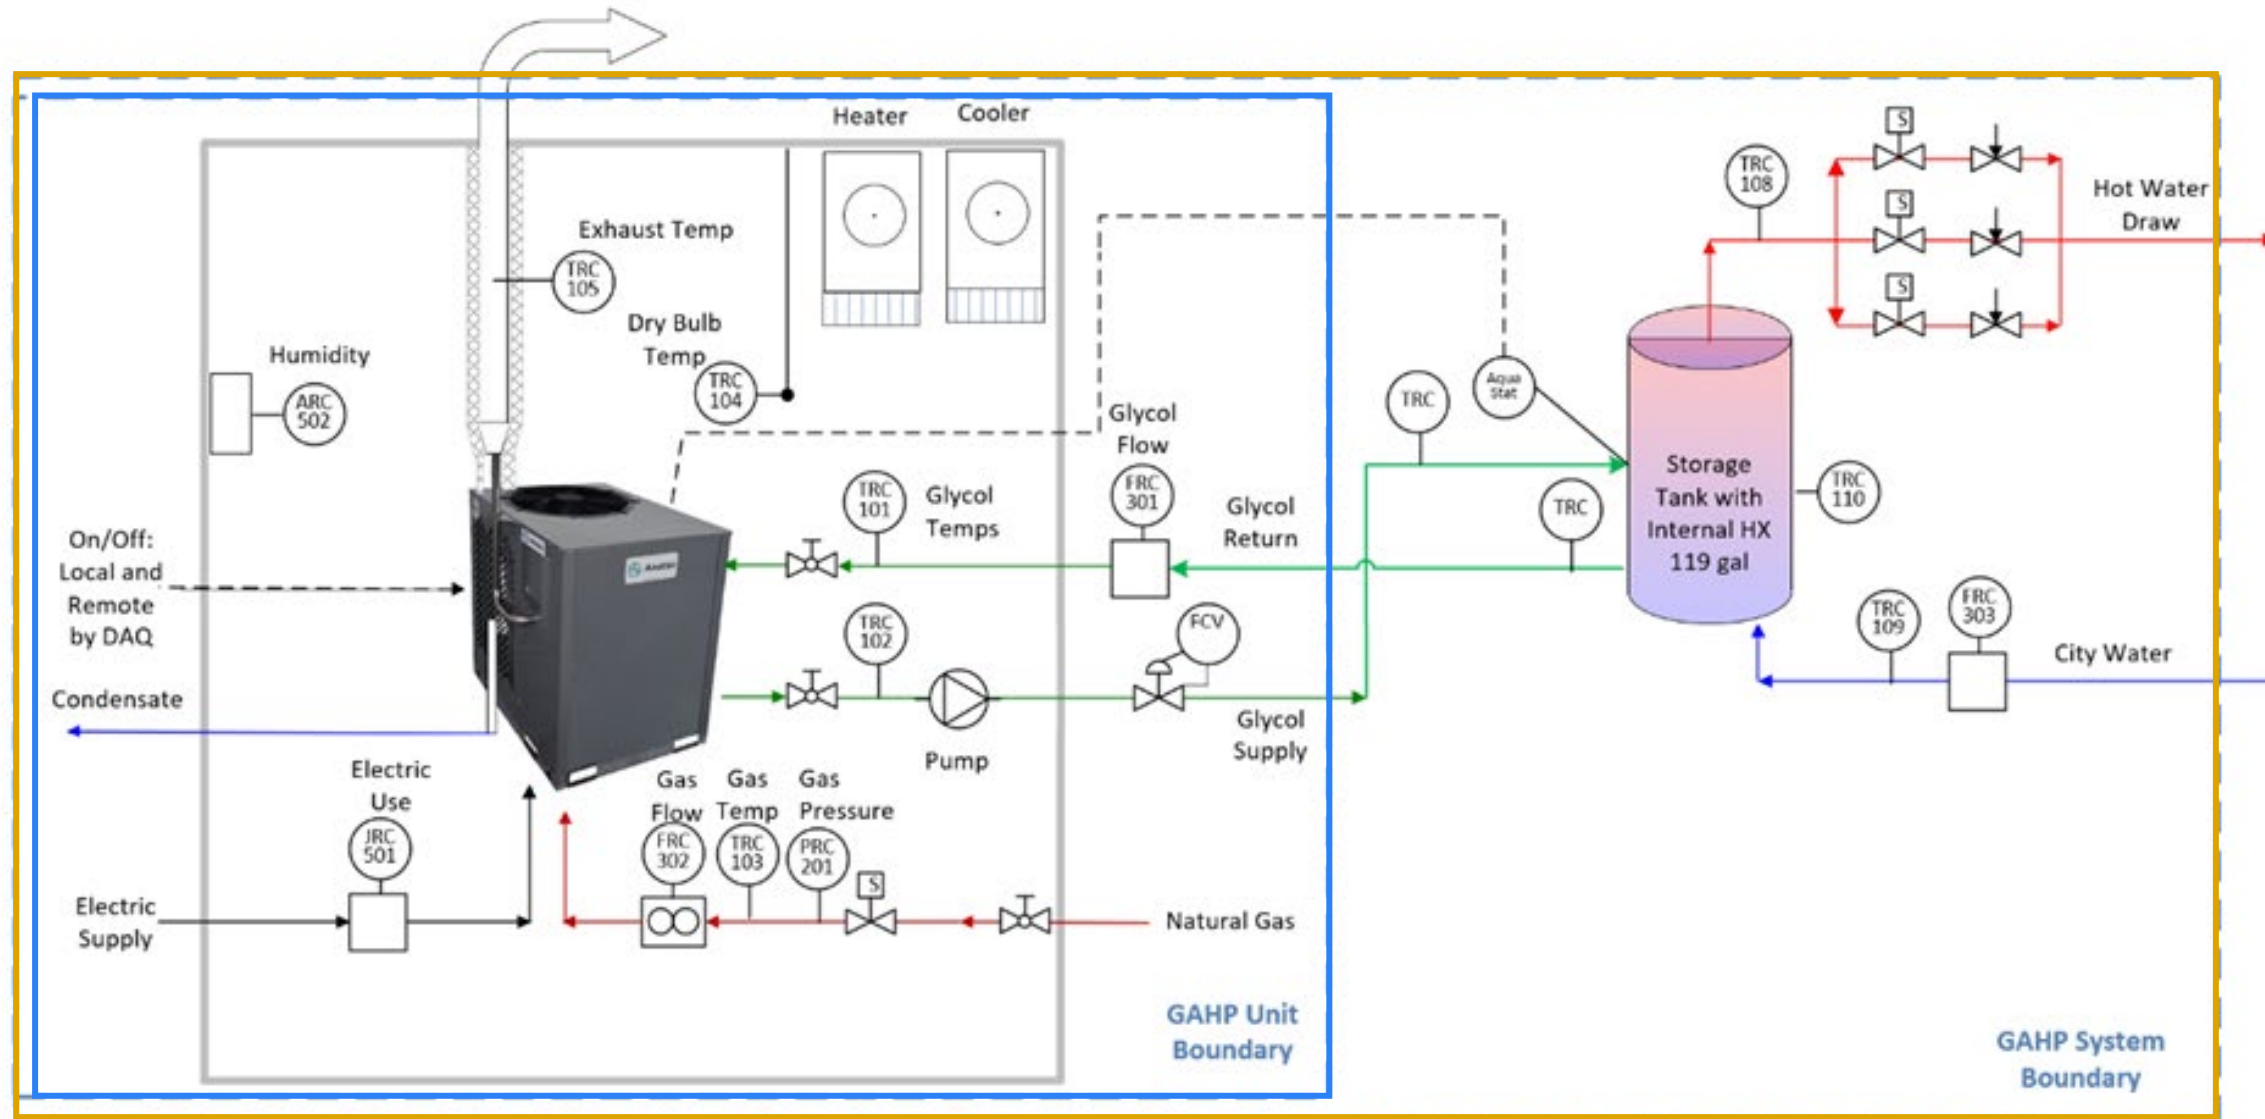 Heater
Cooler
Exhaust Temp
TRC
105
Dry Bulb
Temp
TRC
104
Humidity
ARC
502
On/Off:
Local and
Remote
by DAQ
Condensate
TRC
101
Glycol
Temps
Glycol
Flow
FRC
301
Glycol
Return
TRC
102
Pump
FCV
Glycol
Supply
Electric
Use
JRC
501
Electric
Supply
Gas
Flow
FRC
302
Gas
Temp
TRC
103
Gas
Pressure
PRC
201
S
Natural Gas
GAHP Unit
Boundary
TRC
Aqua
Stat
TRC
Storage
Tank with
Internal HX
119 gal
TRC
110
TRC
108
S
S
S
Hot Water
Draw
TRC
109
FRC
303
City Water
GAHP System
Boundary